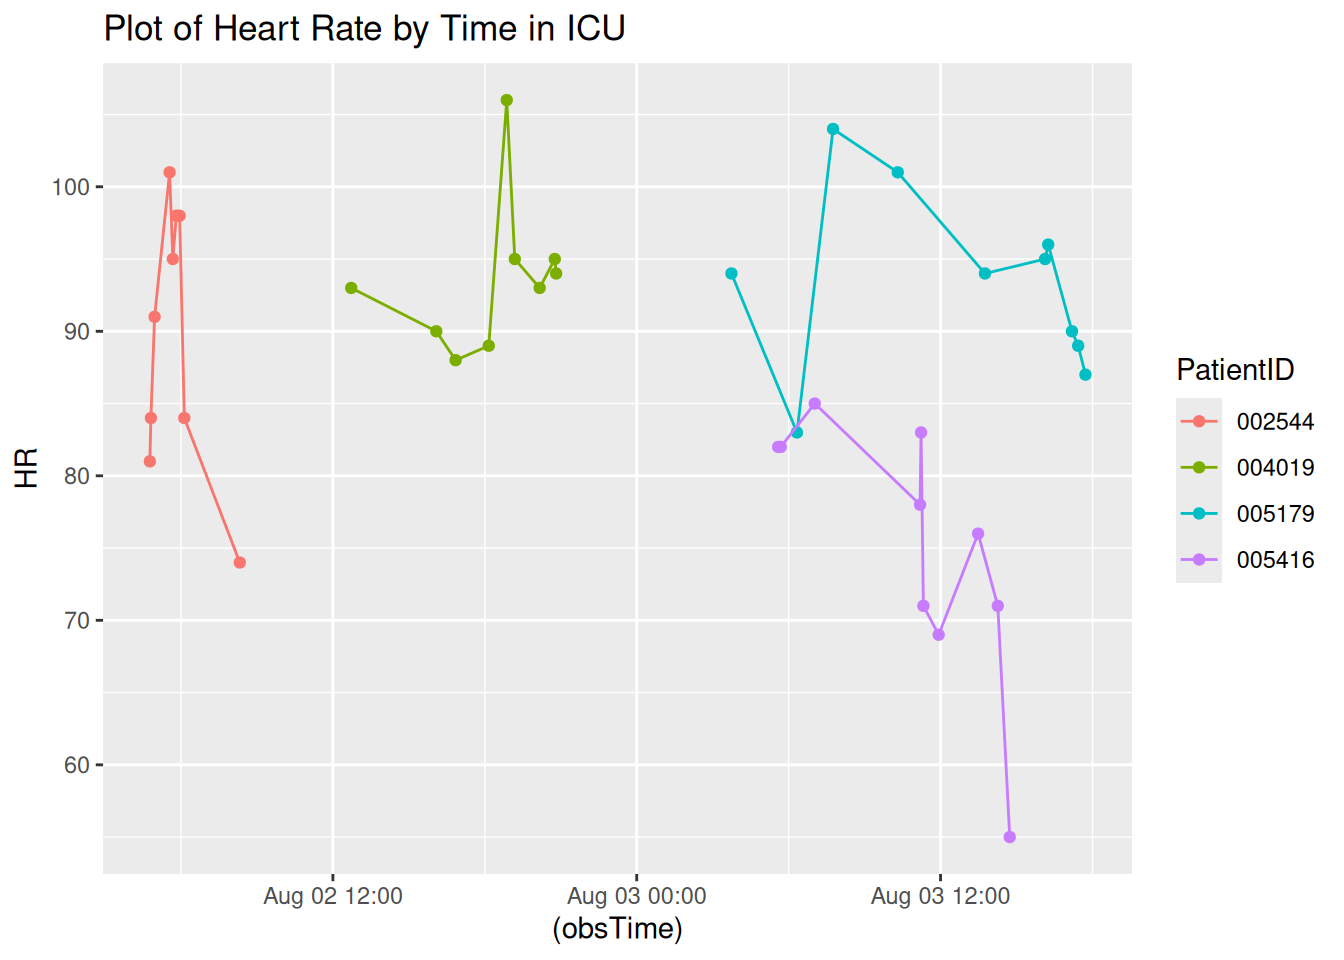 Plot of Heart Rate by Time in ICU
HR
100
90
80
70
60
Aug 02 12:00
Aug 03 00:00
Aug 03 12:00
(obsTime)
PatientID
002544
004019
005179
005416